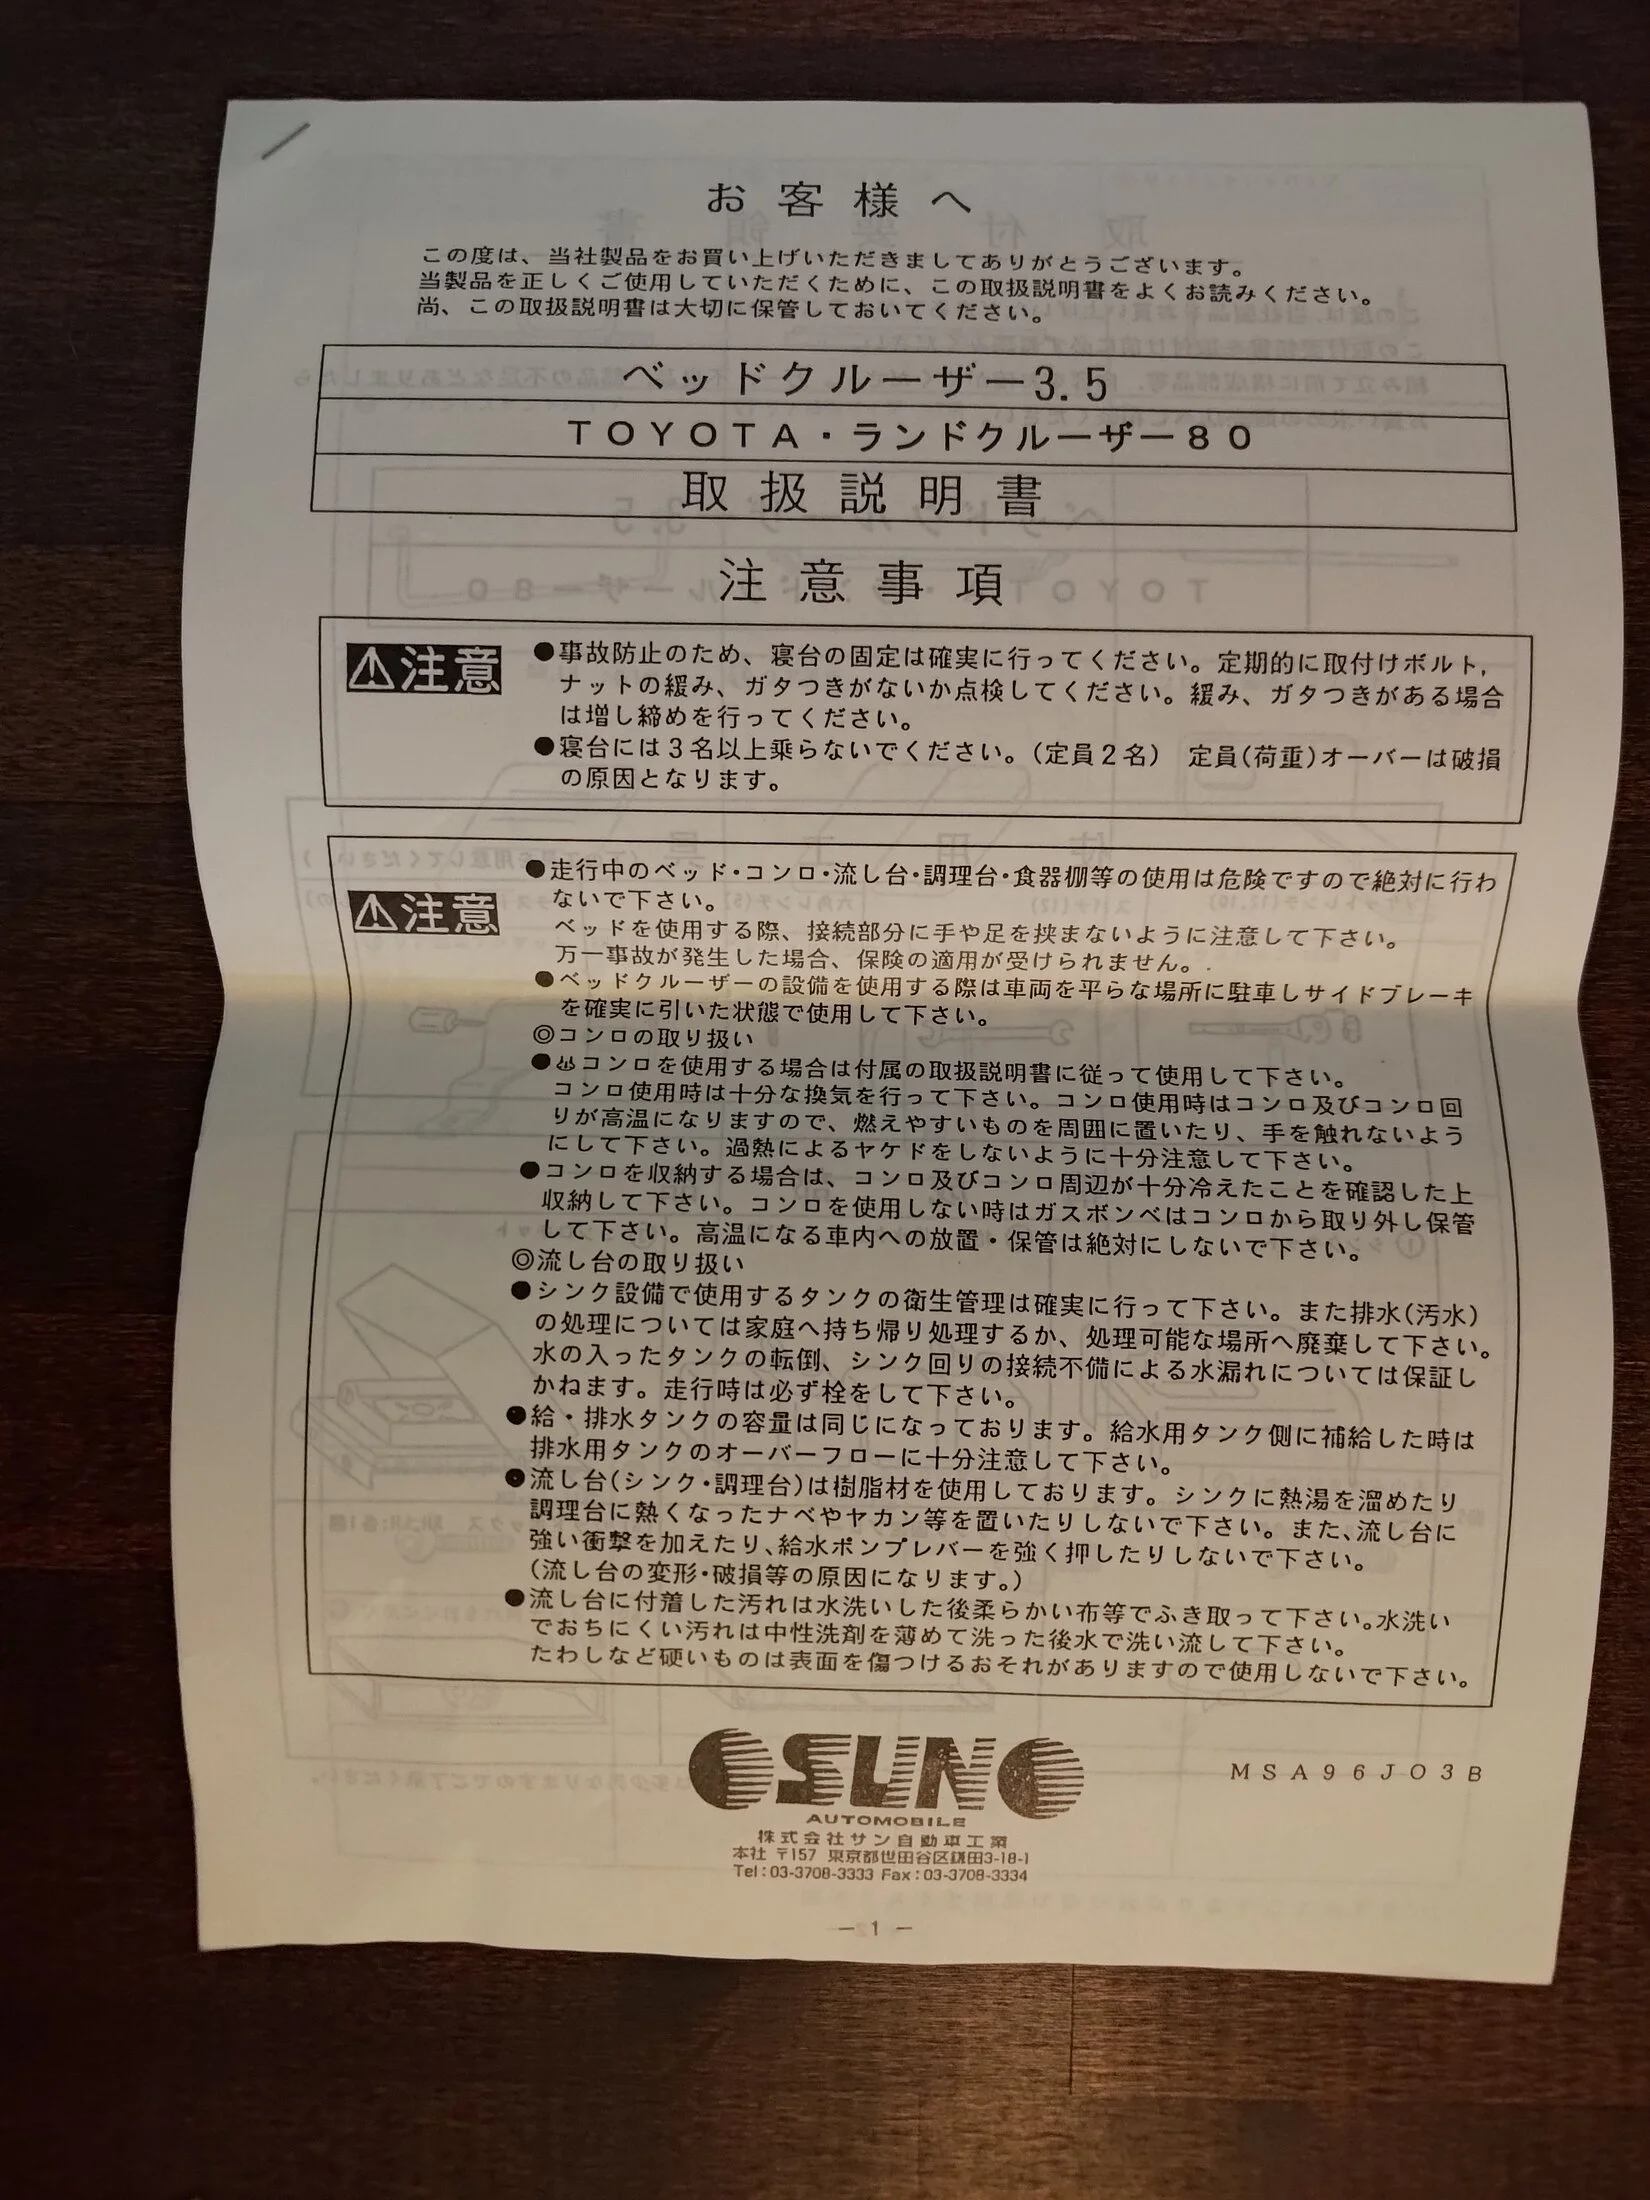 お客様へ
この度は、当社製品をお買い上げいただきましてありがとうございます。
当製品を正しくご使用していただくために、この取扱説明書をよくお読みください。
尚、この取扱説明書は大切に保管しておいてください。
ベッドクルーザー3.5
TOYOTA・ランドクルーザー80
取扱説明書
注意事項
⚠注意
●事故防止のため、寝台の固定は確実に行ってください。定期的に取付けボルト,
ナットの緩み、ガタつきがないか点検してください。緩み、ガタつきがある場合
は増し締めを行ってください。
●寝台には3名以上乗らないでください。(定員2名) 定員(荷重)オーバーは破損
の原因となります。
⚠注意
●走行中のベッド・コンロ・流し台・調理台・食器棚等の使用は危険ですので絶対に行わ
ないで下さい。
ベッドを使用する際、接続部分に手や足を挟まないように注意して下さい。
万一事故が発生した場合、保険の適用が受けられません。
●ベッドクルーザーの設備を使用する際は車両を平らな場所に駐車しサイドブレーキ
を確実に引いた状態で使用して下さい。
◎コンロの取り扱い
●♨コンロを使用する場合は付属の取扱説明書に従って使用して下さい。
コンロ使用時は十分な換気を行って下さい。コンロ使用時はコンロ及びコンロ回
りが高温になりますので、燃えやすいものを周囲に置いたり、手を触れないよう
にして下さい。過熱によるヤケドをしないように十分注意して下さい。
●コンロを収納する場合は、コンロ及びコンロ周辺が十分冷えたことを確認した上
収納して下さい。コンロを使用しない時はガスボンベはコンロから取り外し保管
して下さい。高温になる車内への放置・保管は絶対にしないで下さい。
◎流し台の取り扱い
●シンク設備で使用するタンクの衛生管理は確実に行って下さい。また排水(汚水)
の処理については家庭へ持ち帰り処理するか、処理可能な場所へ廃棄して下さい。
水の入ったタンクの転倒、シンク回りの接続不備による水漏れについては保証し
かねます。走行時は必ず栓をして下さい。
●給・排水タンクの容量は同じになっております。給水用タンク側に補給した時は
排水用タンクのオーバーフローに十分注意して下さい。
●流し台(シンク・調理台)は樹脂材を使用しております。シンクに熱湯を溜めたり
調理台に熱くなったナベやヤカン等を置いたりしないで下さい。また、流し台に
強い衝撃を加えたり、給水ポンプレバーを強く押したりしないで下さい。
(流し台の変形・破損等の原因になります。)
●流し台に付着した汚れは水洗いした後柔らかい布等でふき取って下さい。水洗い
でおちにくい汚れは中性洗剤を薄めて洗った後水で洗い流して下さい。
たわしなど硬いものは表面を傷つけるおそれがありますので使用しないで下さい。
SUN
MSA96J03B
AUTOMOBILE
株式会社サン自動車工業
本社 〒157 東京都世田谷区鎌田3-18-1
Tel:03-3708-3333 Fax:03-3708-3334
－1－